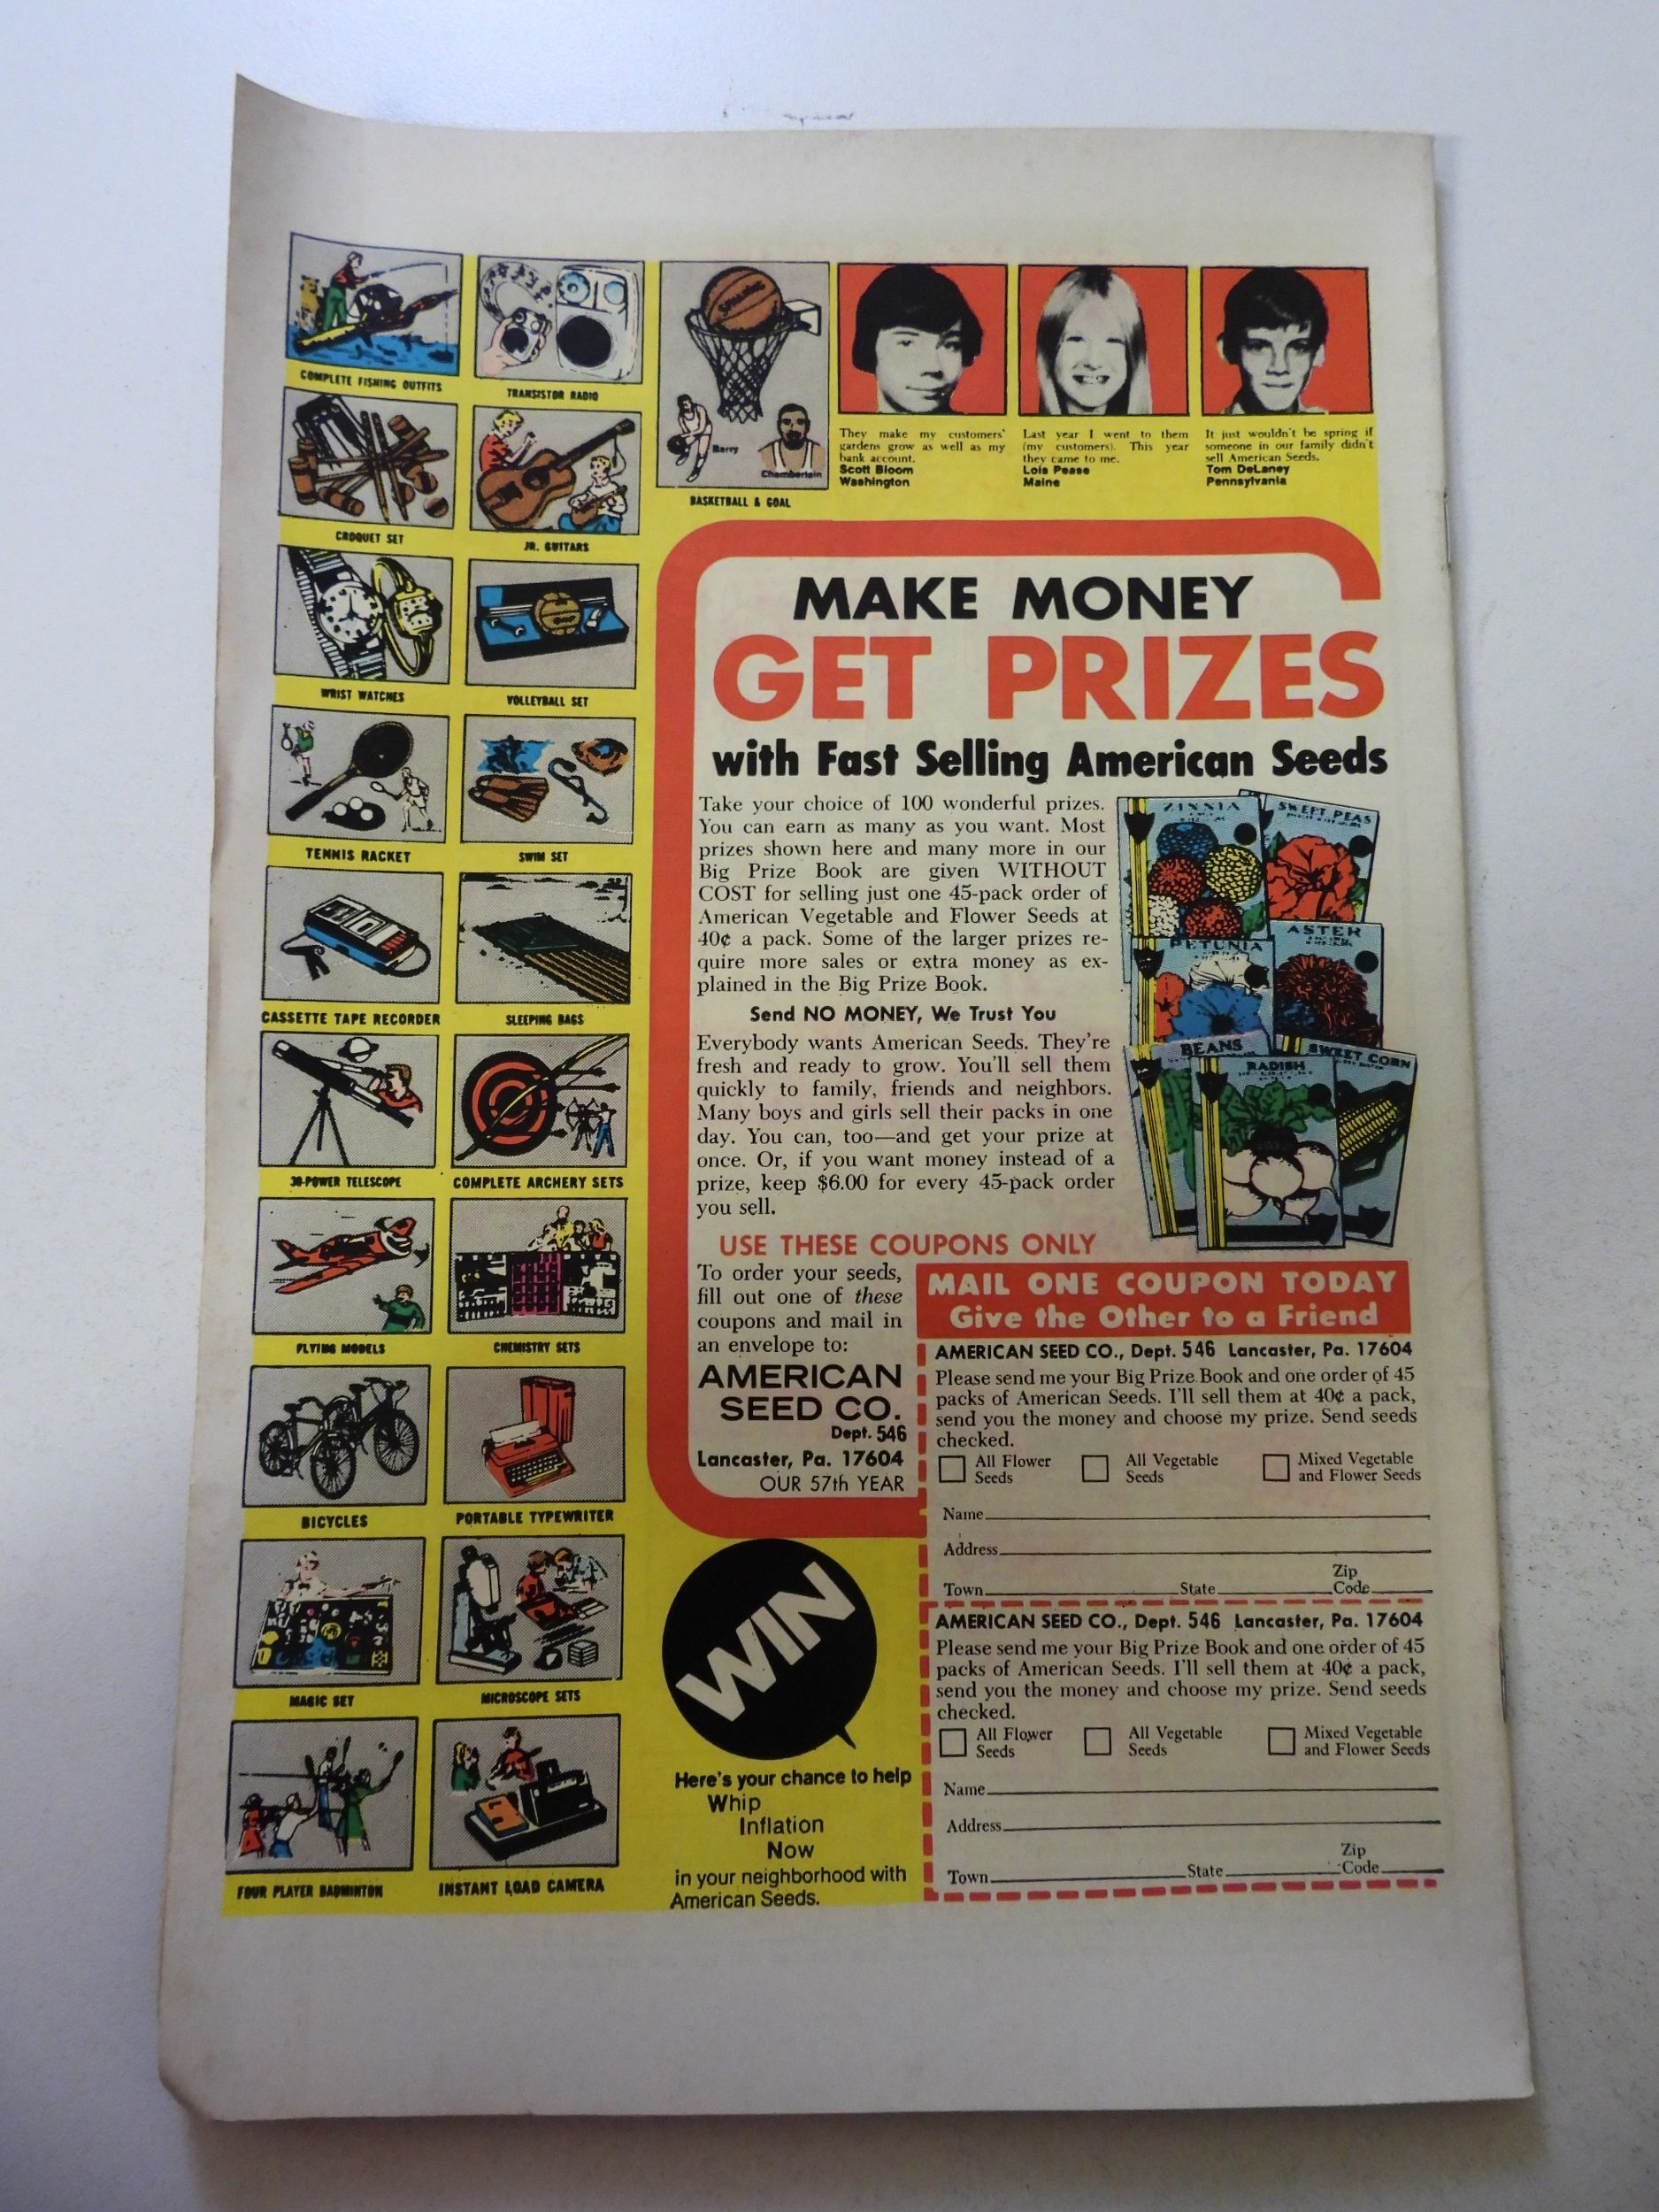 COMPLETE FISHING OUTFITS
TRANSISTOR RADIO
CROQUET SET
JR. GUITARS
WRIST WATCHES
VOLLEYBALL SET
TENNIS RACKET
SWIM SET
CASSETTE TAPE RECORDER
SLEEPING BAGS
30-POWER TELESCOPE
COMPLETE ARCHERY SETS
FLYING MODELS
CHEMISTRY SETS
BICYCLES
PORTABLE TYPEWRITER
MAGIC SET
MICROSCOPE SETS
FOUR PLAYER BADMINTON
INSTANT LOAD CAMERA
SPALDING
Barry
Chamberlain
BASKETBALL & GOAL
They make my customers'
gardens grow as well as my
bank account.
Scott Bloom
Washington
Last year I went to them
(my customers). This year
they came to me.
Lois Pease
Maine
It just wouldn't be spring if
someone in our family didn't
sell American Seeds.
Tom DeLaney
Pennsylvania
MAKE MONEY
GET PRIZES
with Fast Selling American Seeds
Take your choice of 100 wonderful prizes.
You can earn as many as you want. Most
prizes shown here and many more in our
Big Prize Book are given WITHOUT
COST for selling just one 45-pack order of
American Vegetable and Flower Seeds at
40¢ a pack. Some of the larger prizes re-
quire more sales or extra money as ex-
plained in the Big Prize Book.
Send NO MONEY, We Trust You
Everybody wants American Seeds. They're
fresh and ready to grow. You'll sell them
quickly to family, friends and neighbors.
Many boys and girls sell their packs in one
day. You can, too—and get your prize at
once. Or, if you want money instead of a
prize, keep $6.00 for every 45-pack order
you sell.
ZINNIA
SWEET PEAS
PETUNIA
ASTER
BEANS
RADISH
SWEET CORN
USE THESE COUPONS ONLY
To order your seeds,
fill out one of these
coupons and mail in
an envelope to:
AMERICAN
SEED CO.
Dept. 546
Lancaster, Pa. 17604
OUR 57th YEAR
MAIL ONE COUPON TODAY
Give the Other to a Friend
AMERICAN SEED CO., Dept. 546 Lancaster, Pa. 17604
Please send me your Big Prize Book and one order of 45
packs of American Seeds. I'll sell them at 40¢ a pack,
send you the money and choose my prize. Send seeds
checked.
All Flower Seeds
All Vegetable Seeds
Mixed Vegetable and Flower Seeds
Name
Address
Town State Zip Code
AMERICAN SEED CO., Dept. 546 Lancaster, Pa. 17604
Please send me your Big Prize Book and one order of 45
packs of American Seeds. I'll sell them at 40¢ a pack,
send you the money and choose my prize. Send seeds
checked.
All Flower Seeds
All Vegetable Seeds
Mixed Vegetable and Flower Seeds
Name
Address
Town State Zip Code
WIN
Here's your chance to help
Whip
Inflation
Now
in your neighborhood with
American Seeds.